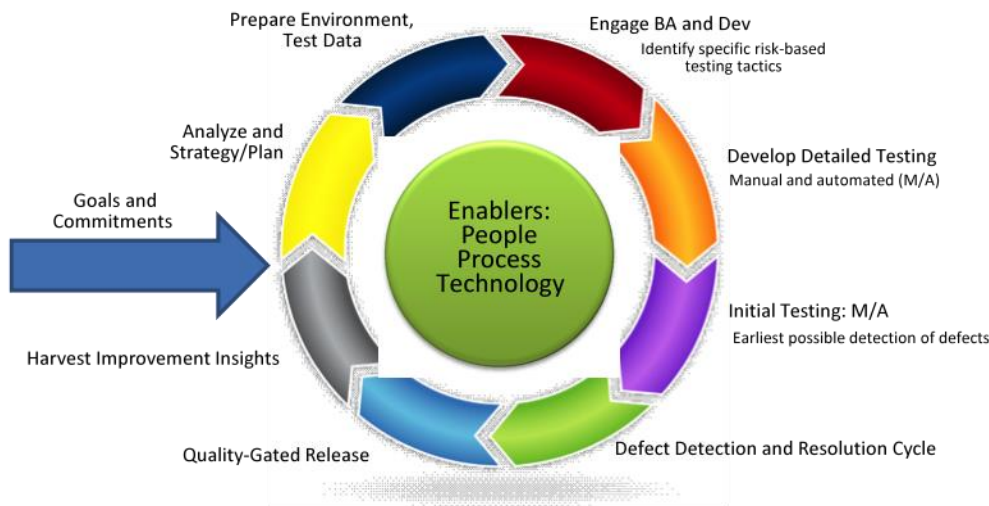 Prepare Environment,
Test Data
Engage BA and Dev
Identify specific risk-based
testing tactics
Analyze and
Strategy/Plan
Develop Detailed Testing
Manual and automated (M/A)
Goals and
Commitments
Enablers:
People
Process
Technology
Initial Testing: M/A
Earliest possible detection of defects
Harvest Improvement Insights
Quality-Gated Release
Defect Detection and Resolution Cycle